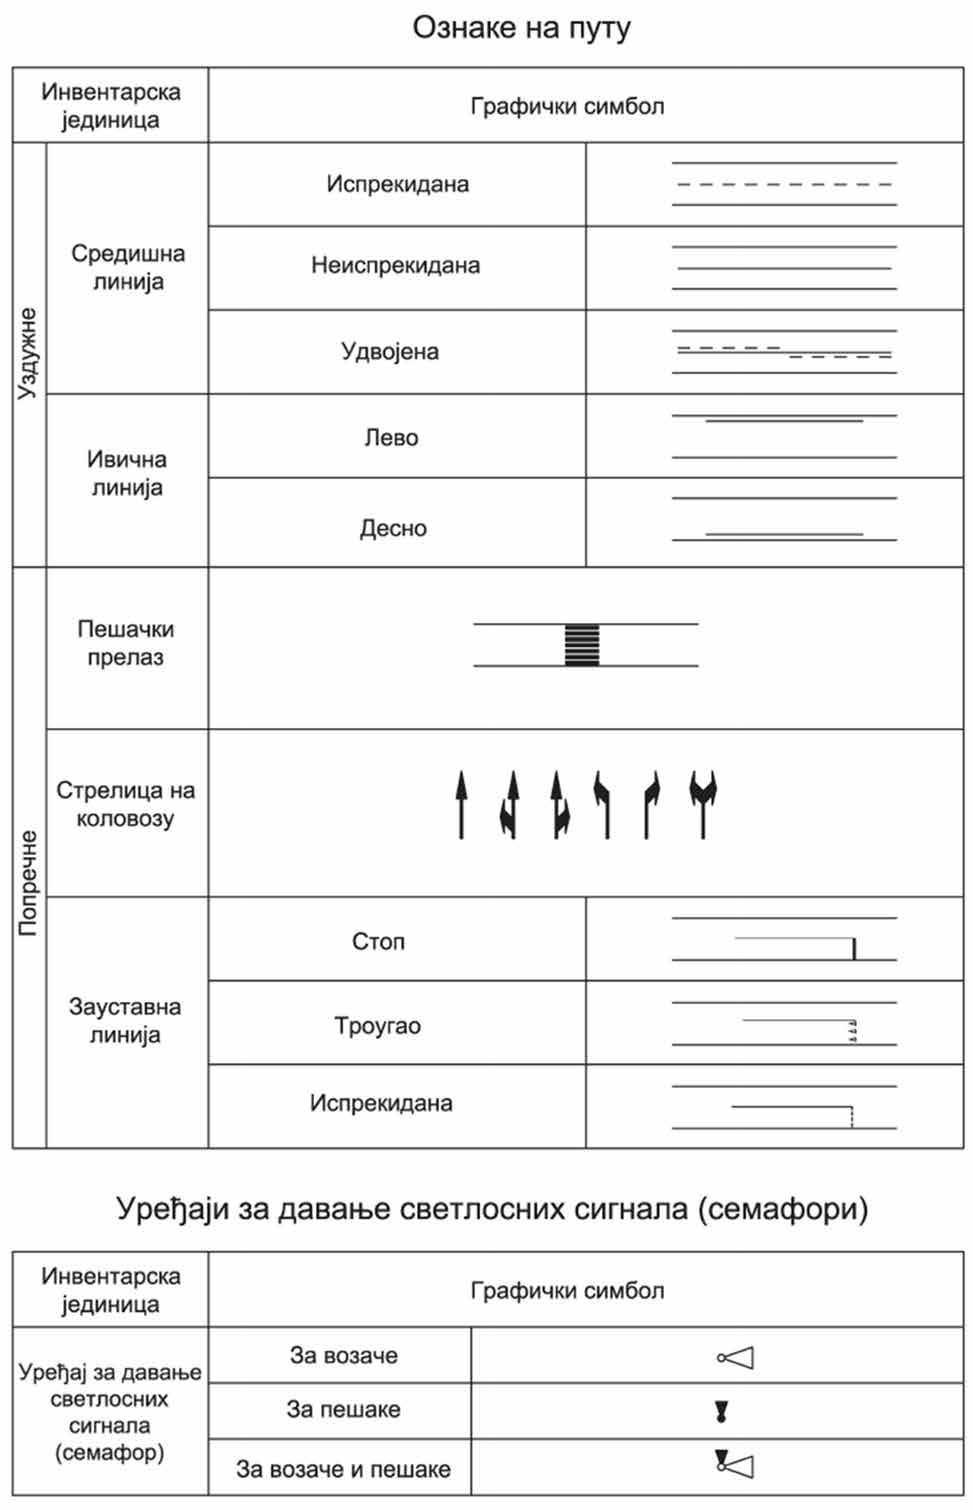 Ознаке на путу
Инвентарска
јединица
Графички симбол
Уздужне
Средишна
линија
Испрекидана
Неиспрекидана
Удвојена
Ивична
линија
Лево
Десно
Попречне
Пешачки
прелаз
Стрелица на
коловозу
Зауставна
линија
Стоп
Троугао
Испрекидана
Уређаји за давање светлосних сигнала (семафори)
Инвентарска
јединица
Графички симбол
Уређај за давање
светлосних
сигнала
(семафор)
За возаче
За пешаке
За возаче и пешаке